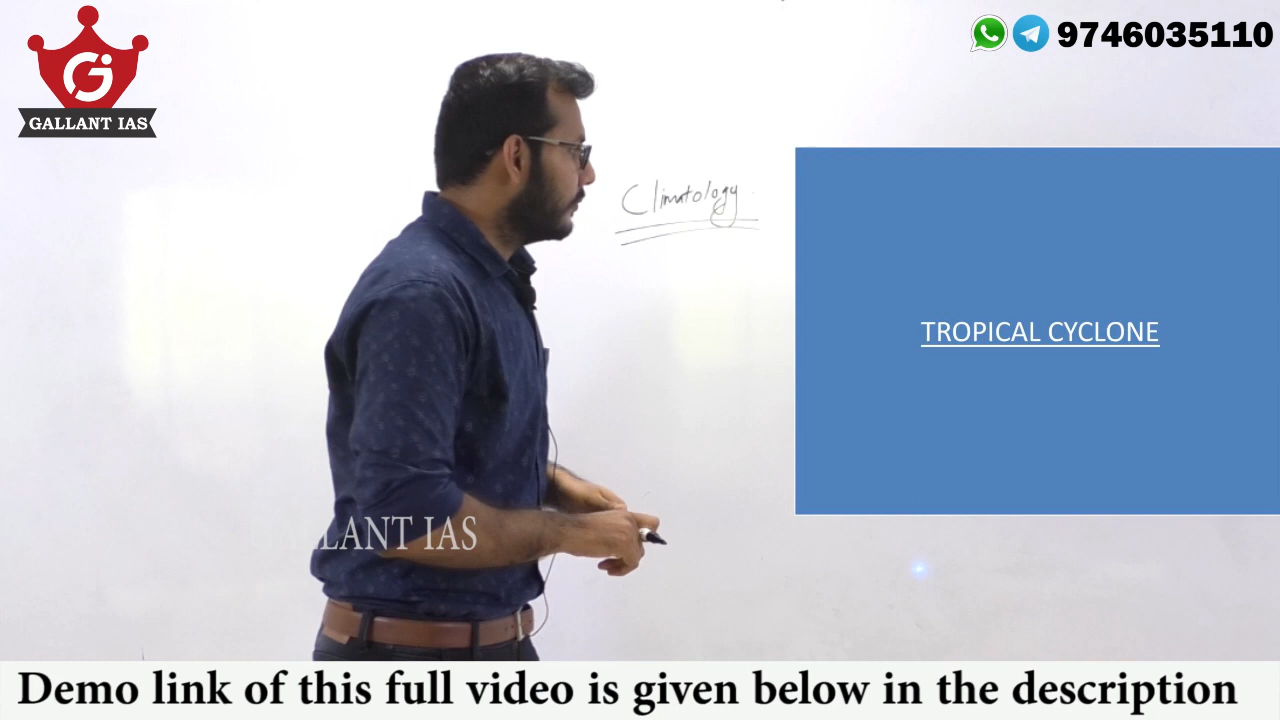 GALLANT IAS
9746035110
Climatology
TROPICAL CYCLONE
LANT IAS
Demo link of this full video is given below in the description